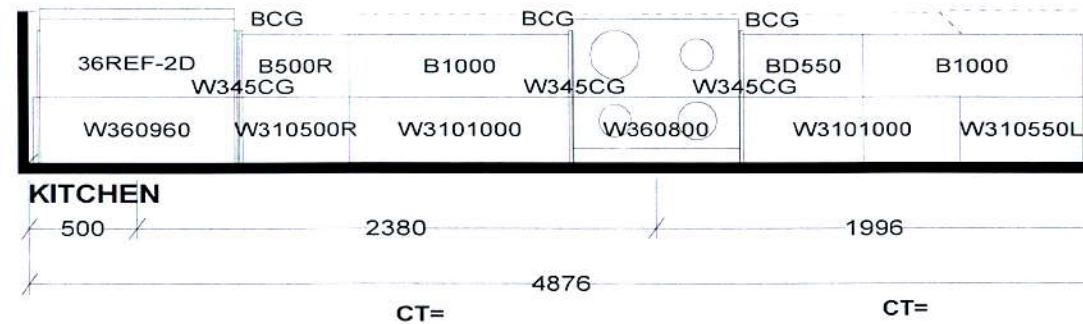 BCG BCG BCG
36REF-2D B500R B1000 BD550 B1000
W345CG W345CG W345CG
W360960 W310500R W3101000 W360800 W3101000 W310550L
KITCHEN
500 2380 1996
4876
CT= CT=